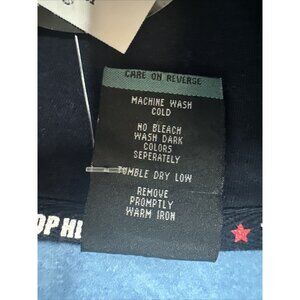 CARE ON REVERSE
MACHINE WASH
COLD
NO BLEACH
WASH DARK
COLORS
SEPERATELY
TUMBLE DRY LOW
REMOVE
PROMPTLY
WARM IRON